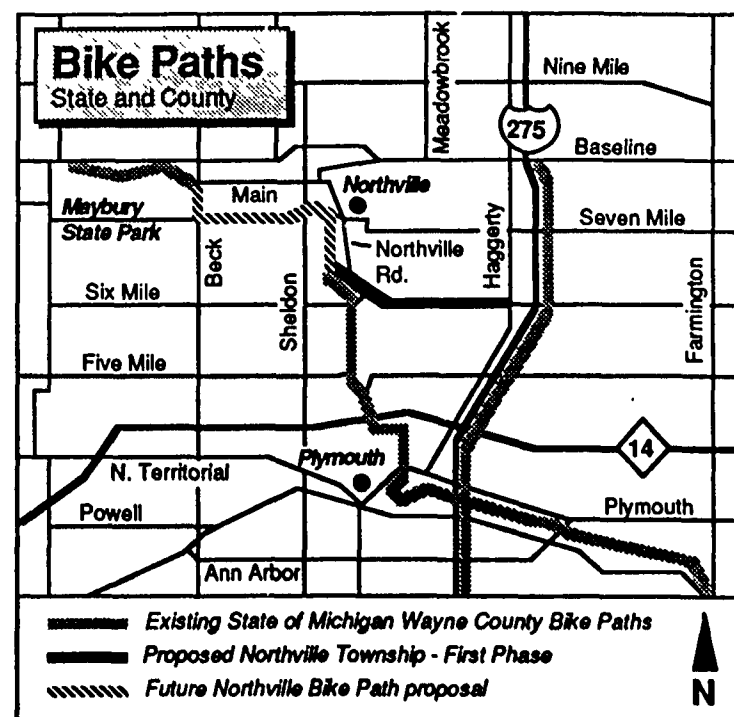 Bike Paths
State and County
Meadowbrook
Nine Mile
275
Baseline
Main
Northville
Maybury
State Park
Seven Mile
Northville
Rd.
Beck
Haggerty
Six Mile
Sheldon
Farmington
Five Mile
14
Plymouth
N. Territorial
Powell
Plymouth
Ann Arbor
Existing State of Michigan Wayne County Bike Paths
Proposed Northville Township - First Phase
Future Northville Bike Path proposal
N